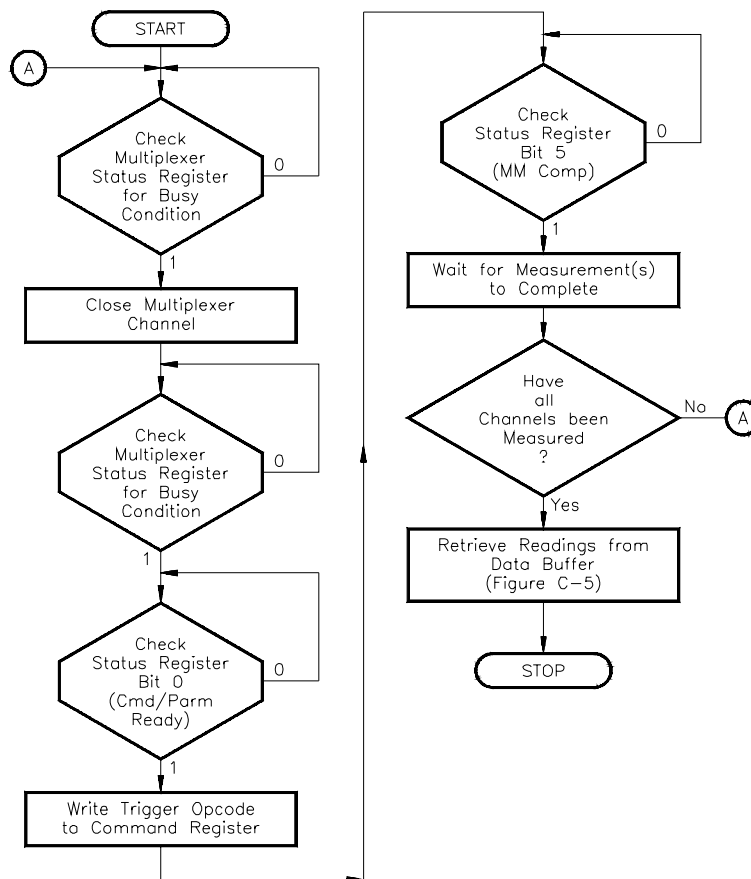 START
A
Check
Multiplexer
Status Register
for Busy
Condition
0
1
Close Multiplexer
Channel
Check
Multiplexer
Status Register
for Busy
Condition
0
1
Check
Status Register
Bit 0
(Cmd/Parm
Ready)
0
1
Write Trigger Opcode
to Command Register
Check
Status Register
Bit 5
(MM Comp)
0
1
Wait for Measurement(s)
to Complete
Have
all
Channels been
Measured
?
No
A
Yes
Retrieve Readings from
Data Buffer
(Figure C-5)
STOP